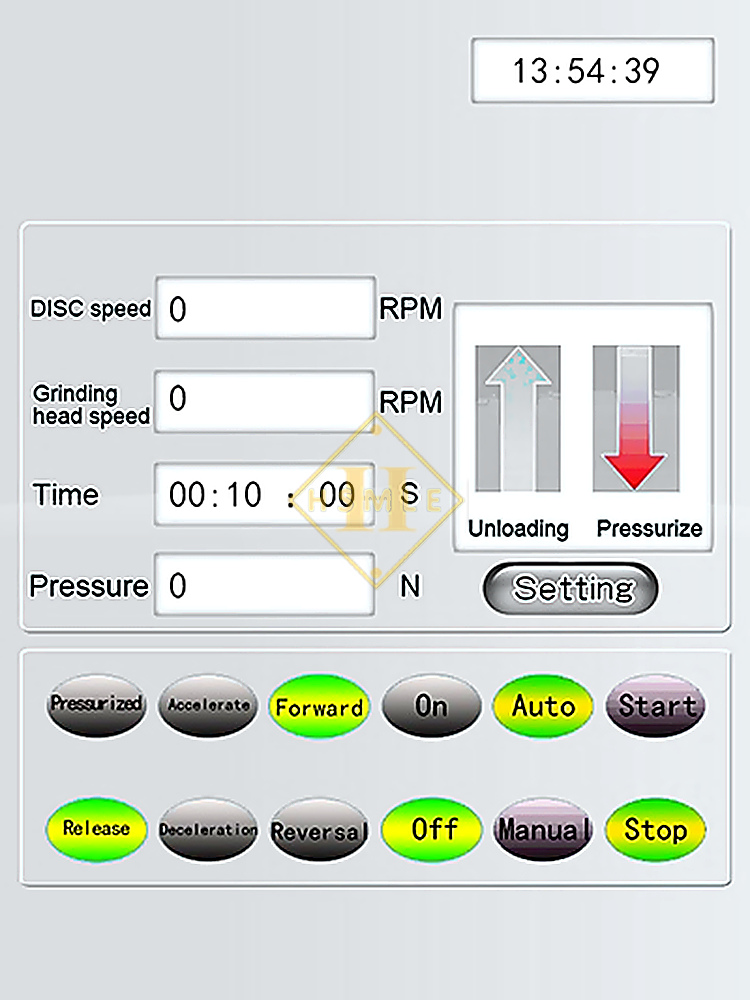 13:54:39
DISC speed 0 RPM
Grinding
head speed 0 RPM
Time 00:10 : 00 S
HOMEE
H
Pressure 0 N
Unloading Pressurize
Setting
Pressurized Accelerate Forward On Auto Start
Release Deceleration Reversal Off Manual Stop